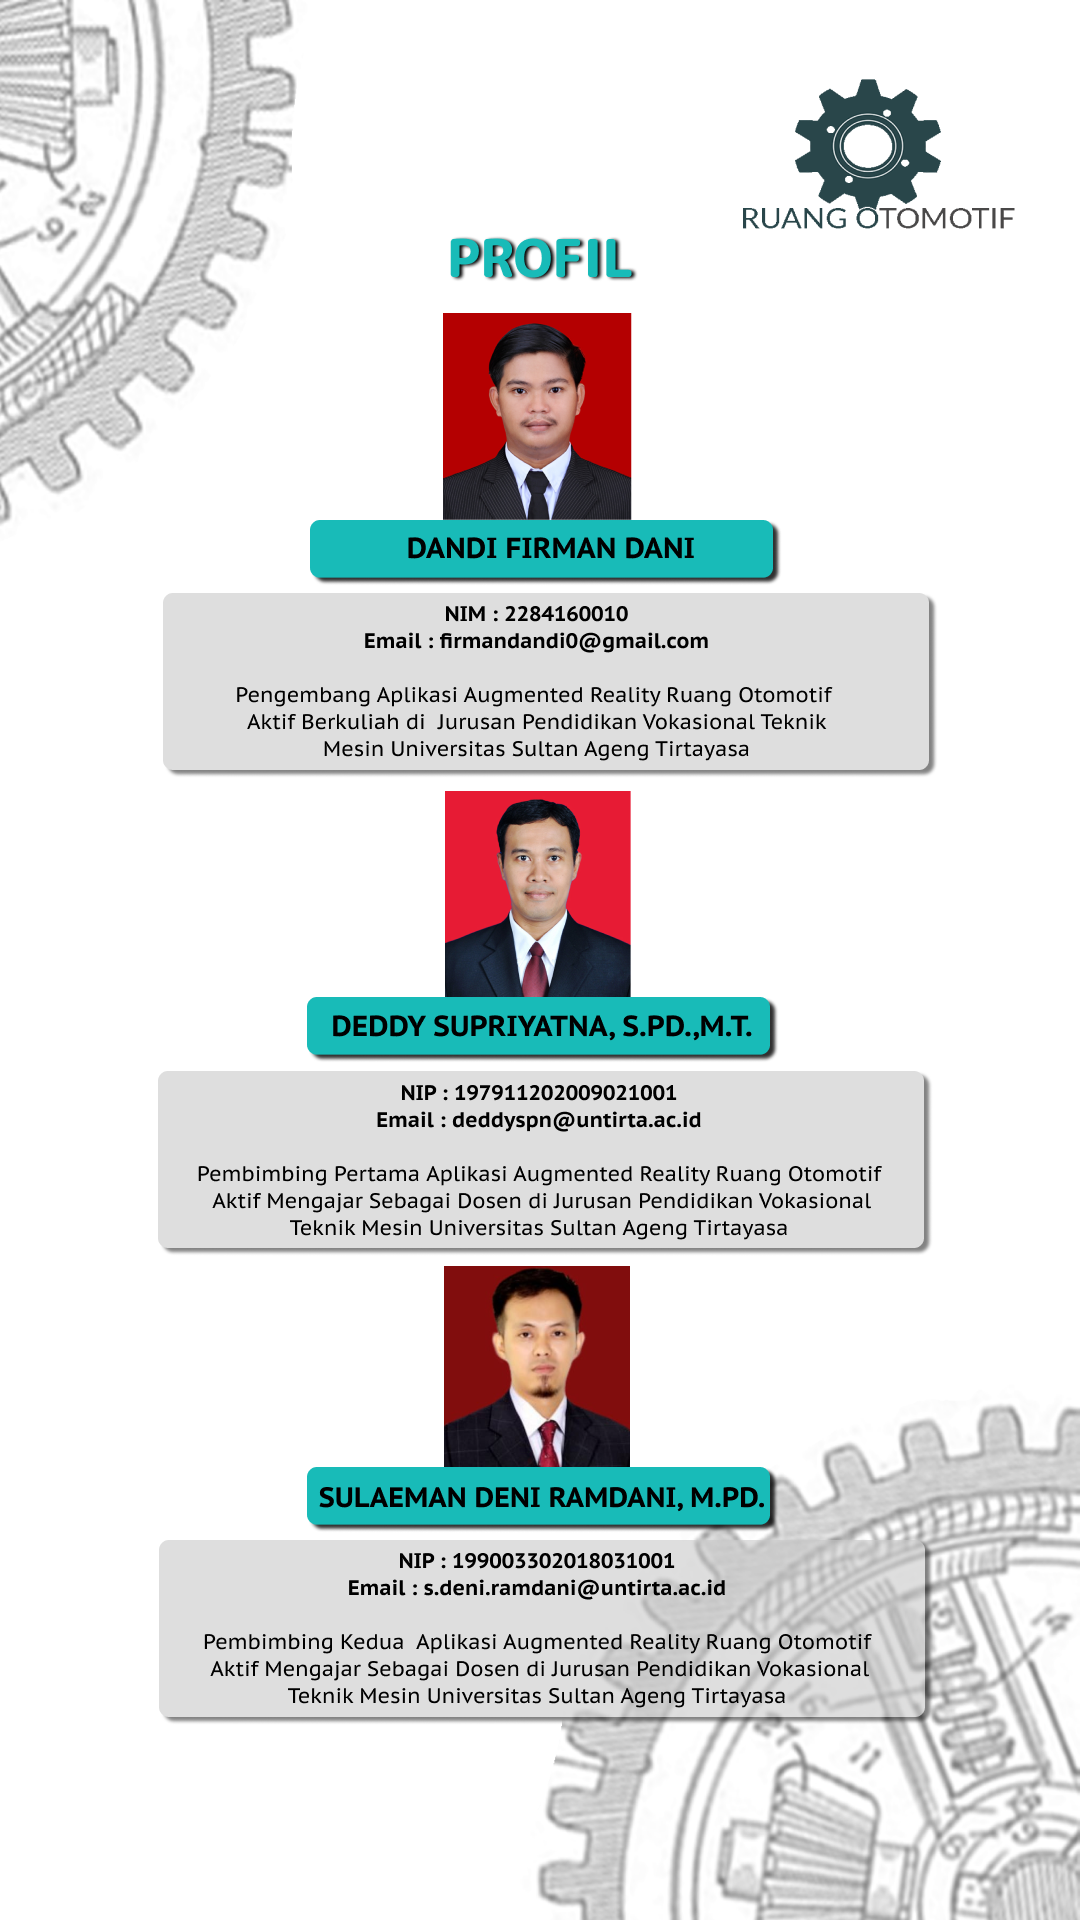 RUANG OTOMOTIF
PROFIL
DANDI FIRMAN DANI
NIM : 2284160010
Email : firmandandi0@gmail.com
Pengembang Aplikasi Augmented Reality Ruang Otomotif
Aktif Berkuliah di  Jurusan Pendidikan Vokasional Teknik
Mesin Universitas Sultan Ageng Tirtayasa
DEDDY SUPRIYATNA, S.PD.,M.T.
NIP : 197911202009021001
Email : deddyspn@untirta.ac.id
Pembimbing Pertama Aplikasi Augmented Reality Ruang Otomotif
Aktif Mengajar Sebagai Dosen di Jurusan Pendidikan Vokasional
Teknik Mesin Universitas Sultan Ageng Tirtayasa
SULAEMAN DENI RAMDANI, M.PD.
NIP : 199003302018031001
Email : s.deni.ramdani@untirta.ac.id
Pembimbing Kedua  Aplikasi Augmented Reality Ruang Otomotif
Aktif Mengajar Sebagai Dosen di Jurusan Pendidikan Vokasional
Teknik Mesin Universitas Sultan Ageng Tirtayasa
14
16
27
11